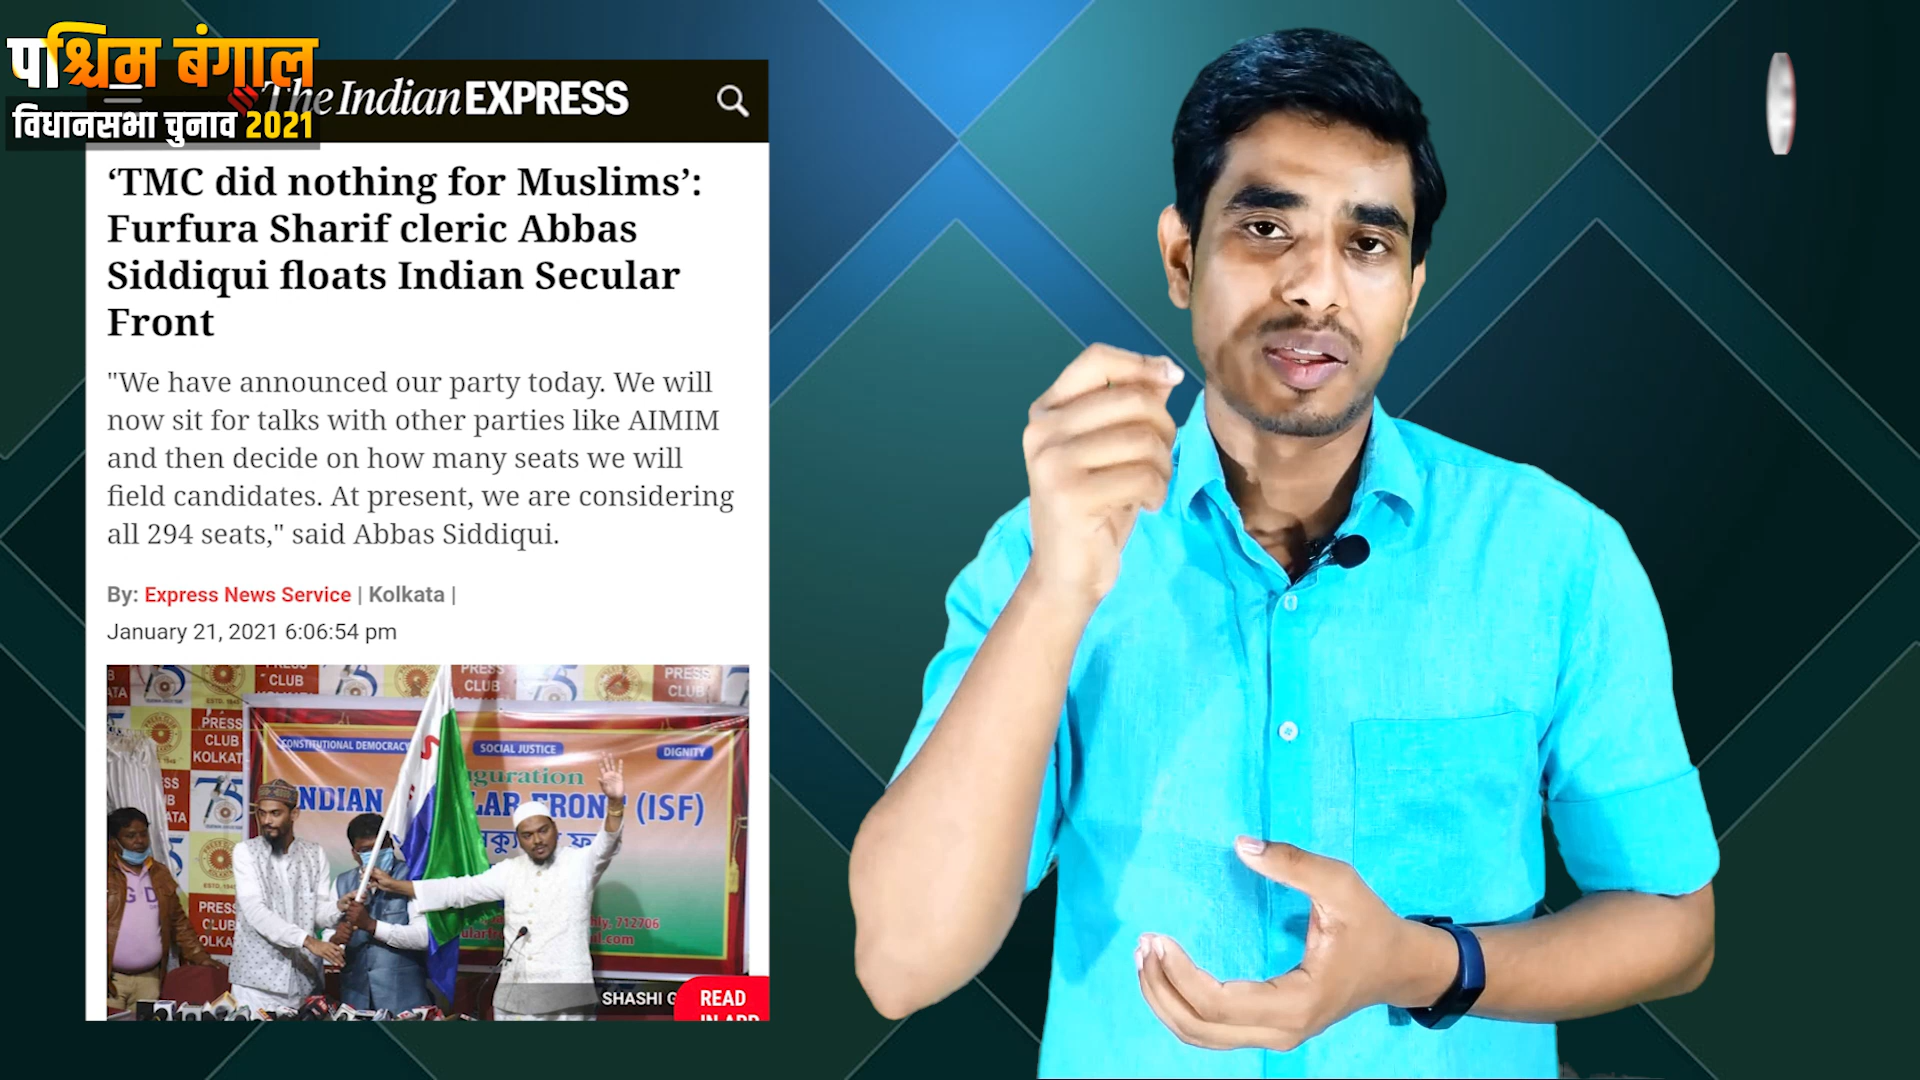 पश्चिम बंगाल
विधानसभा चुनाव 2021
The Indian EXPRESS
‘TMC did nothing for Muslims’:
Furfura Sharif cleric Abbas
Siddiqui floats Indian Secular
Front
"We have announced our party today. We will
now sit for talks with other parties like AIMIM
and then decide on how many seats we will
field candidates. At present, we are considering
all 294 seats," said Abbas Siddiqui.
By: Express News Service | Kolkata |
January 21, 2021 6:06:54 pm
PRESS
CLUB
PRESS
CLUB
PRESS
CLUB
KOLKATA
CONSTITUTIONAL DEMOCRACY
SOCIAL JUSTICE
DIGNITY
(ISF)
712706
PRESS
CLUB
SHASHI
READ
IN APP